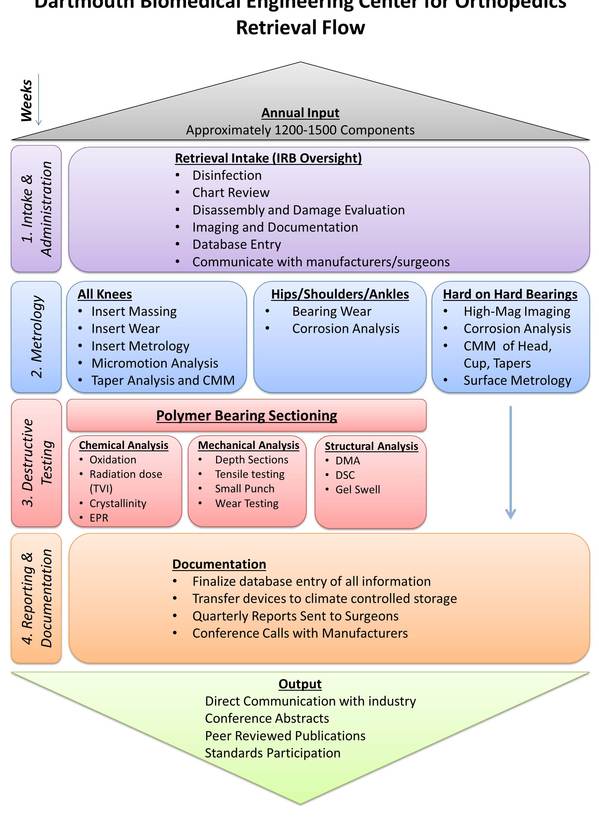 Dartmouth Biomedical Engineering Center for Orthopedics
Retrieval Flow
Weeks
Annual Input
Approximately 1200-1500 Components
1. Intake &
Administration
Retrieval Intake (IRB Oversight)
• Disinfection
• Chart Review
• Disassembly and Damage Evaluation
• Imaging and Documentation
• Database Entry
• Communicate with manufacturers/surgeons
2. Metrology
All Knees
• Insert Massing
• Insert Wear
• Insert Metrology
• Micromotion Analysis
• Taper Analysis and CMM
Hips/Shoulders/Ankles
• Bearing Wear
• Corrosion Analysis
Hard on Hard Bearings
• High-Mag Imaging
• Corrosion Analysis
• CMM of Head,
Cup, Tapers
• Surface Metrology
3. Destructive
Testing
Polymer Bearing Sectioning
Chemical Analysis
• Oxidation
• Radiation dose
(TVI)
• Crystallinity
• EPR
Mechanical Analysis
• Depth Sections
• Tensile testing
• Small Punch
• Wear Testing
Structural Analysis
• DMA
• DSC
• Gel Swell
4. Reporting &
Documentation
Documentation
• Finalize database entry of all information
• Transfer devices to climate controlled storage
• Quarterly Reports Sent to Surgeons
• Conference Calls with Manufacturers
Output
Direct Communication with industry
Conference Abstracts
Peer Reviewed Publications
Standards Participation